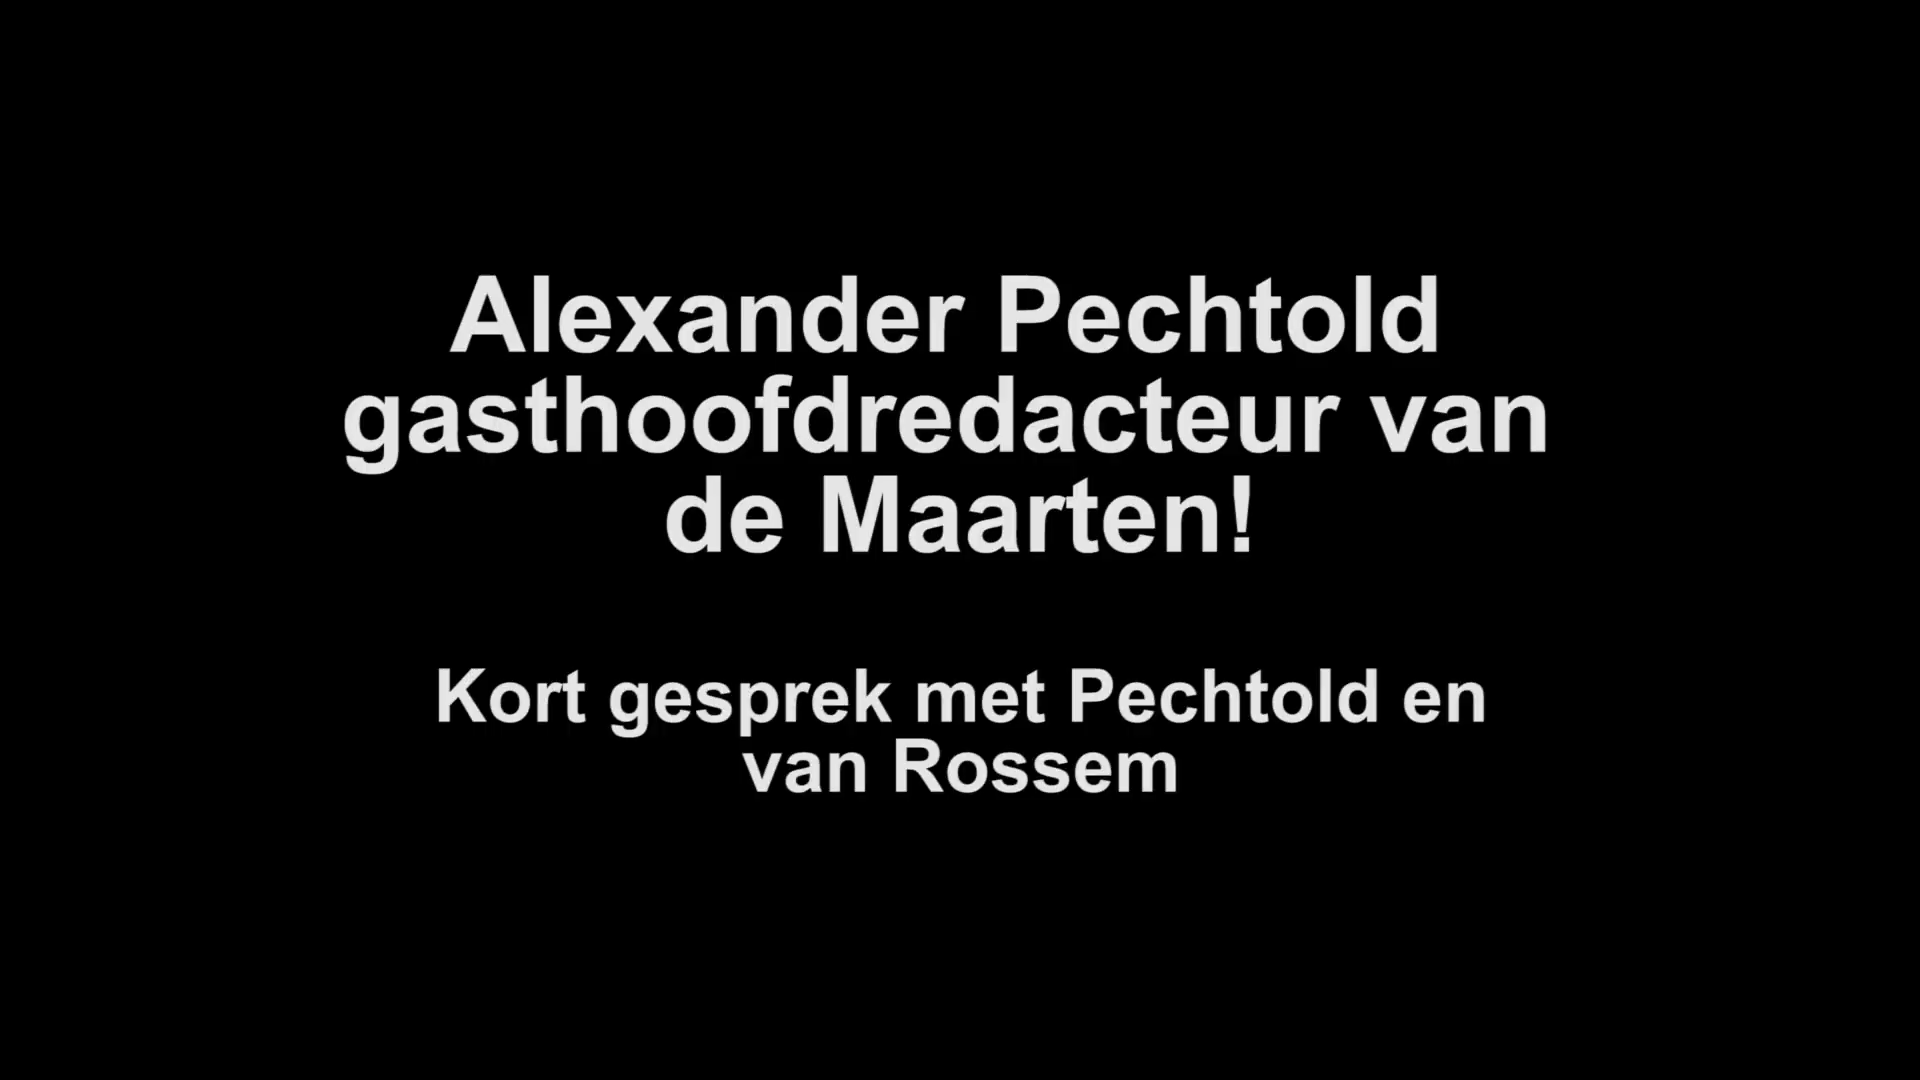 Alexander Pechtold
gasthoofdredacteur van
de Maarten!
Kort gesprek met Pechtold en
van Rossem